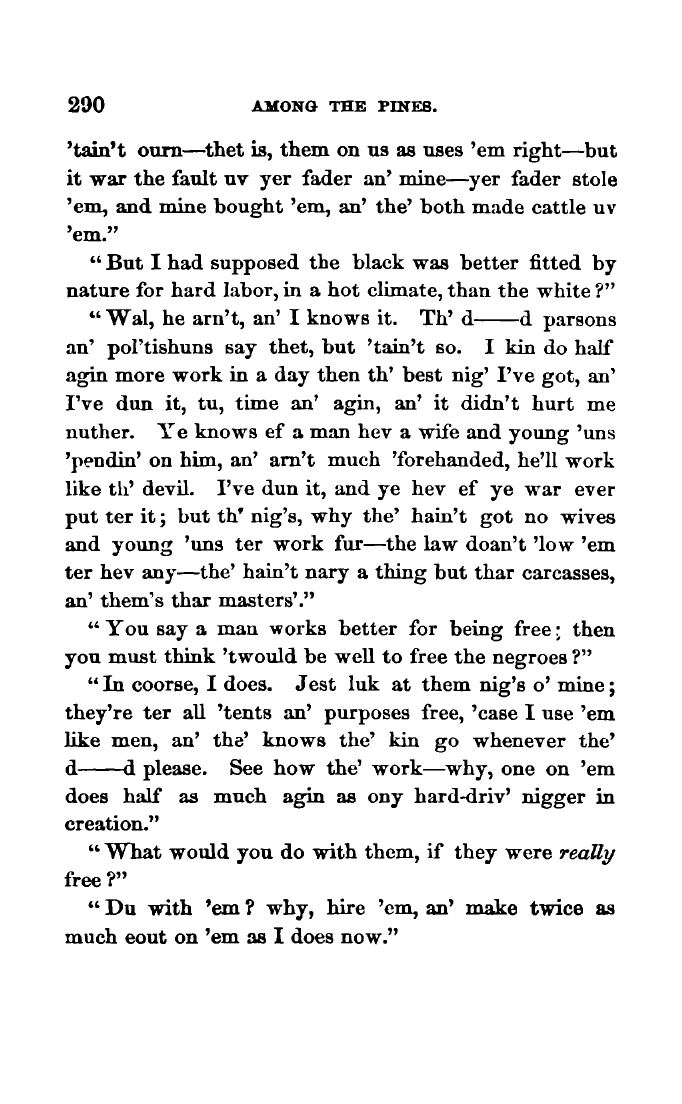 290 AMONG THE PINES.
'tain't ourn—thet is, them on us as uses 'em right—but
it war the fault uv yer fader an' mine—yer fader stole
'em, and mine bought 'em, an' the' both made cattle uv
'em."
"But I had supposed the black was better fitted by
nature for hard labor, in a hot climate, than the white?"
"Wal, he arn't, an' I knows it. Th' d——d parsons
an' pol'tishuns say thet, but 'tain't so. I kin do half
agin more work in a day then th' best nig' I've got, an'
I've dun it, tu, time an' agin, an' it didn't hurt me
nuther. Ye knows ef a man hev a wife and young 'uns
'pendin' on him, an' arn't much 'forehanded, he'll work
like th' devil. I've dun it, and ye hev ef ye war ever
put ter it; but th' nig's, why the' hain't got no wives
and young 'uns ter work fur—the law doan't 'low 'em
ter hev any—the' hain't nary a thing but thar carcasses,
an' them's thar masters'."
"You say a man works better for being free; then
you must think 'twould be well to free the negroes?"
"In coorse, I does. Jest luk at them nig's o' mine;
they're ter all 'tents an' purposes free, 'case I use 'em
like men, an' the' knows the' kin go whenever the'
d——d please. See how the' work—why, one on 'em
does half as much agin as ony hard-driv' nigger in
creation."
"What would you do with them, if they were really
free?"
"Du with 'em? why, hire 'em, an' make twice as
much eout on 'em as I does now."